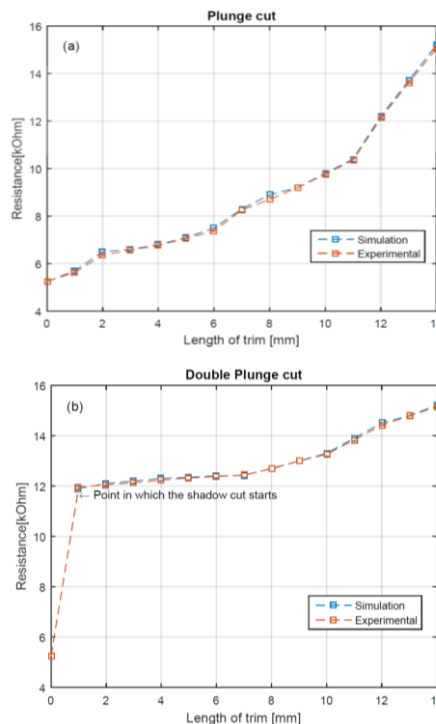 Plunge cut
(a)
Resistance[kOhm]
16
14
12
10
8
6
4
Simulation
Experimental
0 2 4 6 8 10 12 14
Length of trim [mm]
Double Plunge cut
(b)
Resistance[kOhm]
16
14
12
10
8
6
4
← Point in which the shadow cut starts
Simulation
Experimental
0 2 4 6 8 10 12 14
Length of trim [mm]